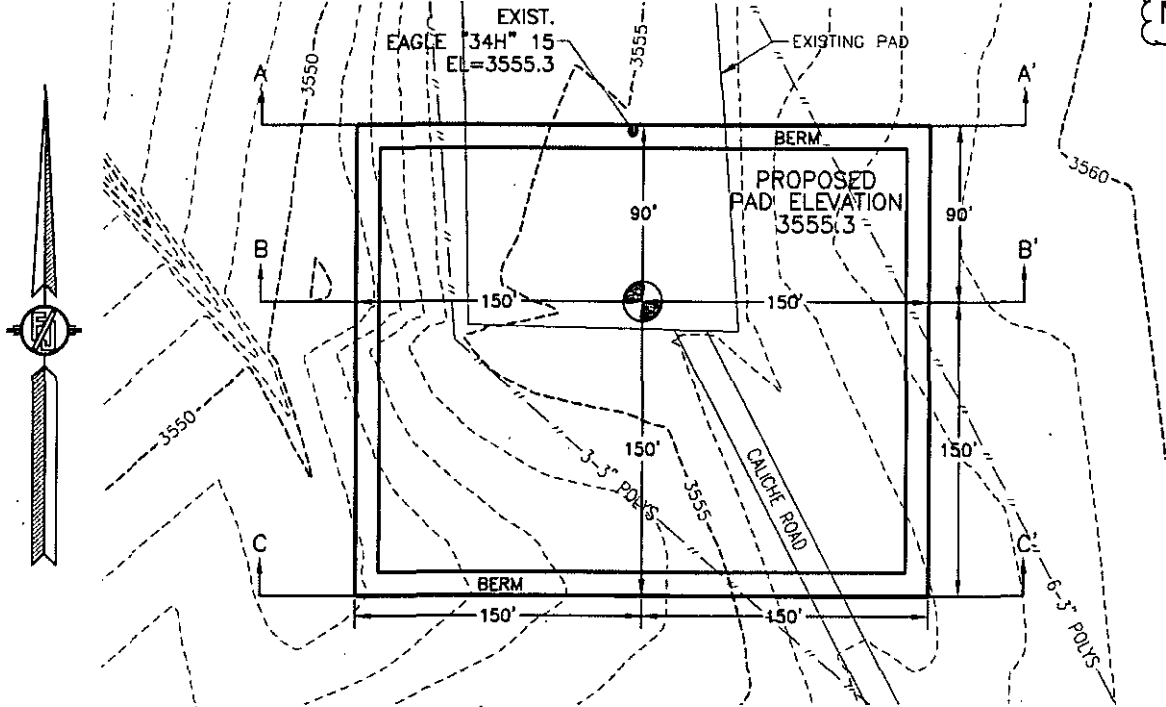 EXIST.
EAGLE "34H" 15
EL=3555.3
3550
3555
EXISTING PAD
A
A'
BERM
3560
PROPOSED
PAD ELEVATION
3555.3
90'
90'
B
B'
150'
150'
3550
150'
150'
3-3" POLYS
3555
CALICHE ROAD
C
C'
BERM
6-3" POLYS
150'
150'